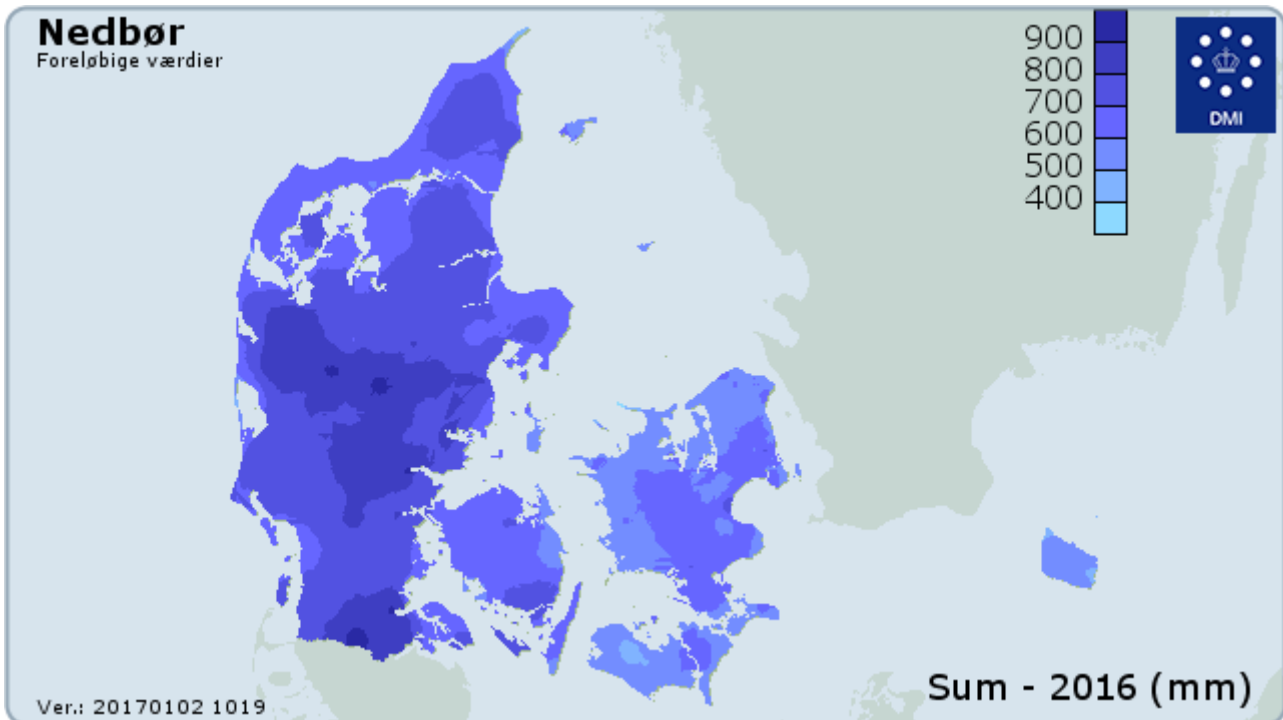 Nedbør
Foreløbige værdier
900
800
700
600
500
400
DMI
Sum - 2016 (mm)
Ver.: 20170102 1019